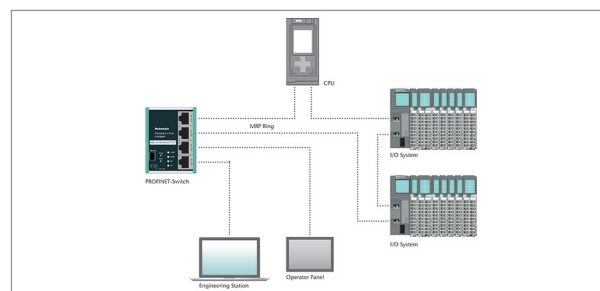 CPU
MRP Ring
I/O System
PROFINET-Switch
I/O System
Engineering Station
Operator Panel